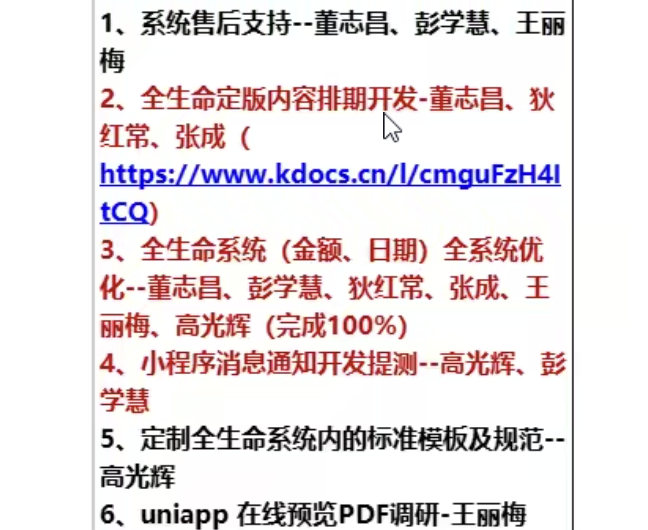 1、系统售后支持--董志昌、彭学慧、王丽
梅
2、全生命定版内容排期开发-董志昌、狄
红常、张成（
https://www.kdocs.cn/l/cmguFzH4I
tCQ)
3、全生命系统（金额、日期）全系统优
化--董志昌、彭学慧、狄红常、张成、王
丽梅、高光辉（完成100%）
4、小程序消息通知开发提测--高光辉、彭
学慧
5、定制全生命系统内的标准模板及规范--
高光辉
6、uniapp 在线预览PDF调研-王丽梅